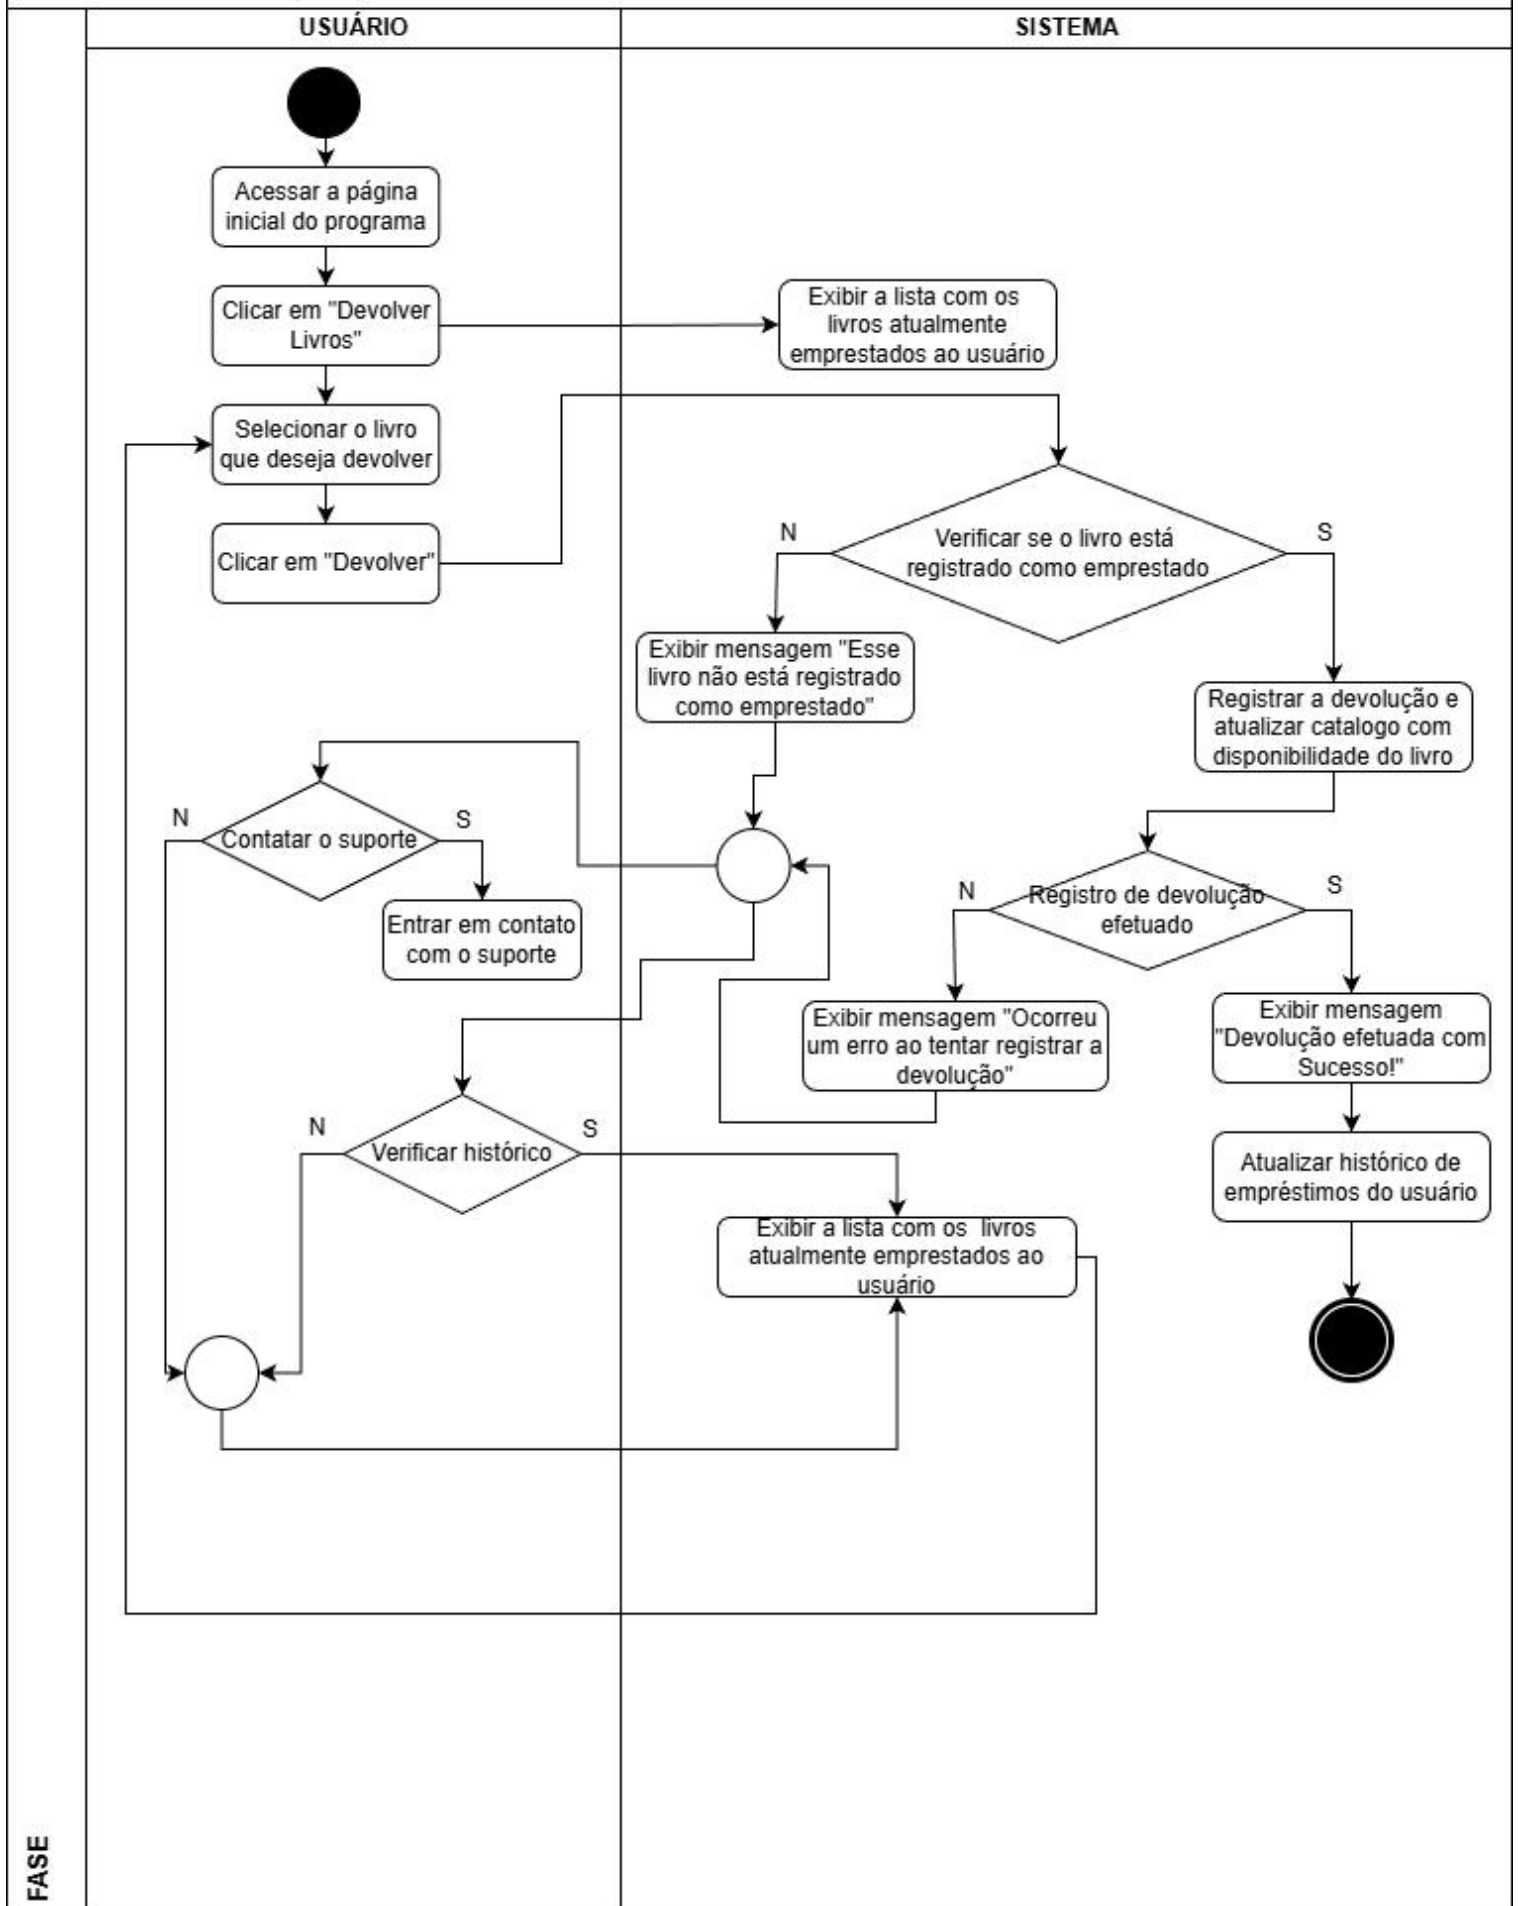 USUÁRIO
SISTEMA
Acessar a página
inicial do programa
Clicar em "Devolver
Livros"
Exibir a lista com os
livros atualmente
emprestados ao usuário
Selecionar o livro
que deseja devolver
Clicar em "Devolver"
Verificar se o livro está
registrado como emprestado
N
S
Exibir mensagem "Esse
livro não está registrado
como emprestado"
Registrar a devolução e
atualizar catalogo com
disponibilidade do livro
Contatar o suporte
N
S
Entrar em contato
com o suporte
Registro de devolução
efetuado
N
S
Exibir mensagem "Ocorreu
um erro ao tentar registrar a
devolução"
Exibir mensagem
"Devolução efetuada com
Sucesso!"
Verificar histórico
N
S
Atualizar histórico de
empréstimos do usuário
Exibir a lista com os livros
atualmente emprestados ao
usuário
FASE